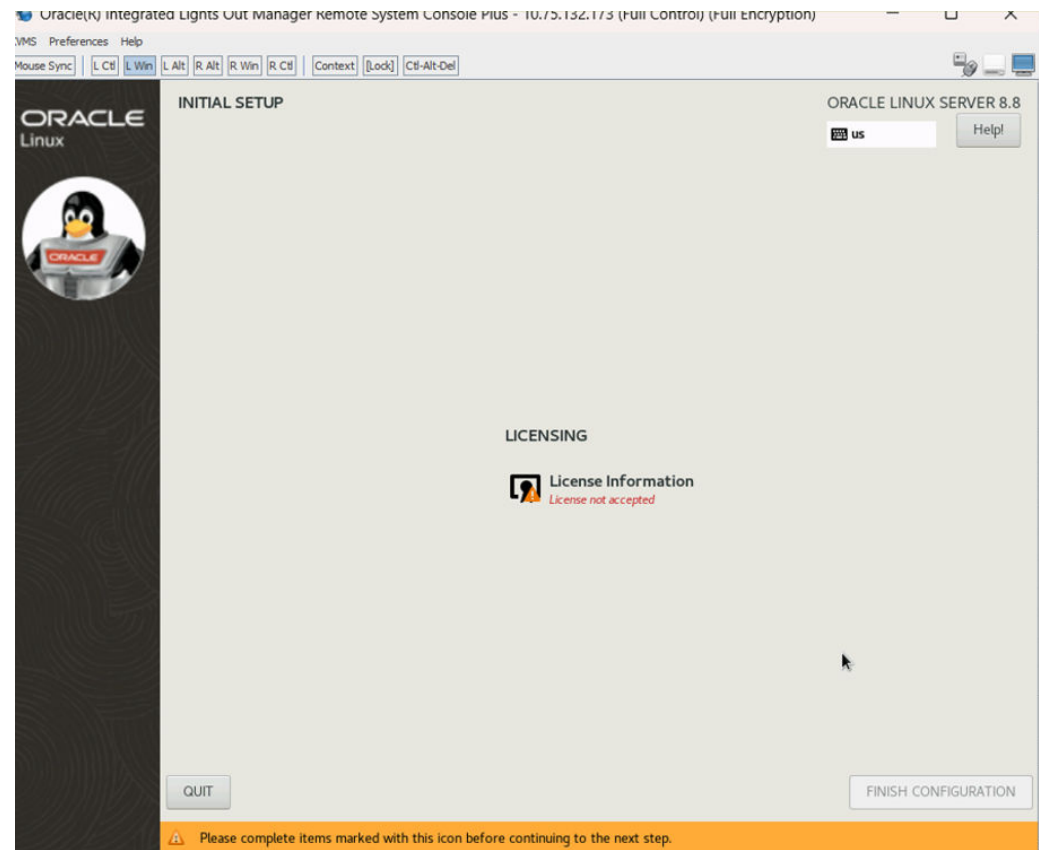 Oracle(R) Integrated Lights Out Manager Remote System Console Plus - 10.75.132.173 (Full Control) (Full Encryption)
KVMS Preferences Help
Mouse Sync L Ctl L Win L Alt R Alt R Win R Ctl Context [Lock] Ctl-Alt-Del
ORACLE
Linux
ORACLE
INITIAL SETUP
ORACLE LINUX SERVER 8.8
us
Help!
LICENSING
License Information
License not accepted
QUIT
FINISH CONFIGURATION
Please complete items marked with this icon before continuing to the next step.